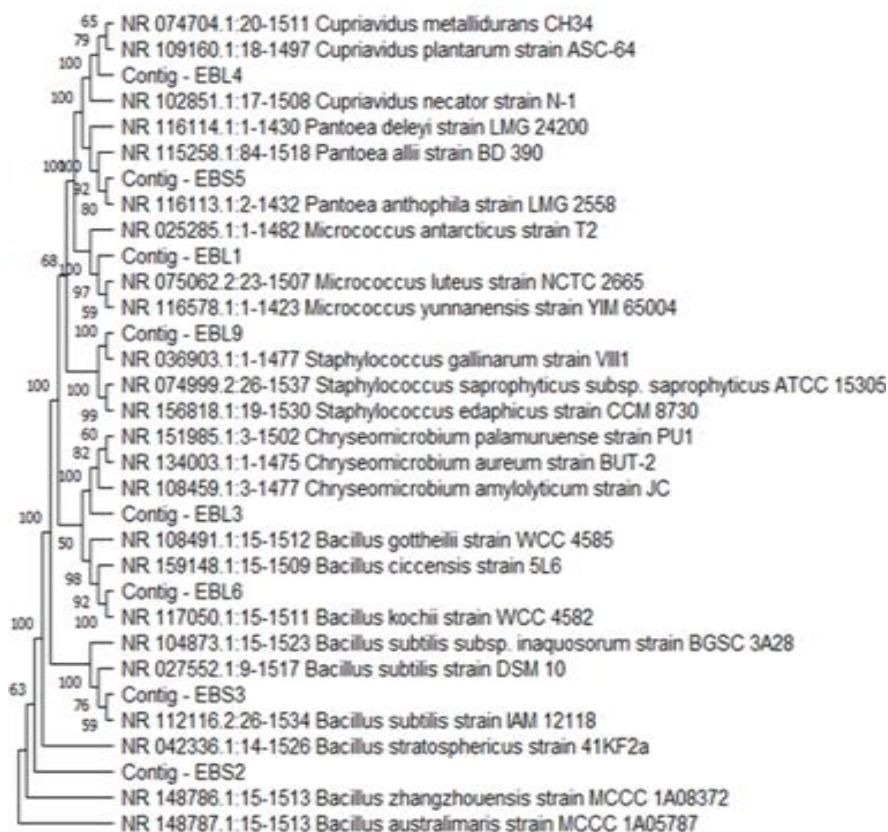 65 NR 074704.1:20-1511 Cupriavidus metallidurans CH34
79 NR 109160.1:18-1497 Cupriavidus plantarum strain ASC-64
100 Contig - EBL4
100 NR 102851.1:17-1508 Cupriavidus necator strain N-1
NR 116114.1:1-1430 Pantoea deleyi strain LMG 24200
100 100 NR 115258.1:84-1518 Pantoea allii strain BD 390
92 Contig - EBS5
80 NR 116113.1:2-1432 Pantoea anthophila strain LMG 2558
NR 025285.1:1-1482 Micrococcus antarcticus strain T2
68 100 Contig - EBL1
97 NR 075062.2:23-1507 Micrococcus luteus strain NCTC 2665
59 NR 116578.1:1-1423 Micrococcus yunnanensis strain YIM 65004
100 Contig - EBL9
NR 036903.1:1-1477 Staphylococcus gallinarum strain VIII1
100 100 NR 074999.2:26-1537 Staphylococcus saprophyticus subsp. saprophyticus ATCC 15305
99 NR 156818.1:19-1530 Staphylococcus edaphicus strain CCM 8730
60 NR 151985.1:3-1502 Chryseomicrobium palamuruense strain PU1
82 NR 134003.1:1-1475 Chryseomicrobium aureum strain BUT-2
100 NR 108459.1:3-1477 Chryseomicrobium amylolyticum strain JC
100 Contig - EBL3
50 NR 108491.1:15-1512 Bacillus gottheilii strain WCC 4585
98 NR 159148.1:15-1509 Bacillus ciccensis strain 5L6
92 Contig - EBL6
100 100 NR 117050.1:15-1511 Bacillus kochii strain WCC 4582
NR 104873.1:15-1523 Bacillus subtilis subsp. inaquosorum strain BGSC 3A28
100 NR 027552.1:9-1517 Bacillus subtilis strain DSM 10
63 76 Contig - EBS3
59 NR 112116.2:26-1534 Bacillus subtilis strain IAM 12118
NR 042336.1:14-1526 Bacillus stratosphericus strain 41KF2a
Contig - EBS2
NR 148786.1:15-1513 Bacillus zhangzhouensis strain MCCC 1A08372
NR 148787.1:15-1513 Bacillus australimaris strain MCCC 1A05787